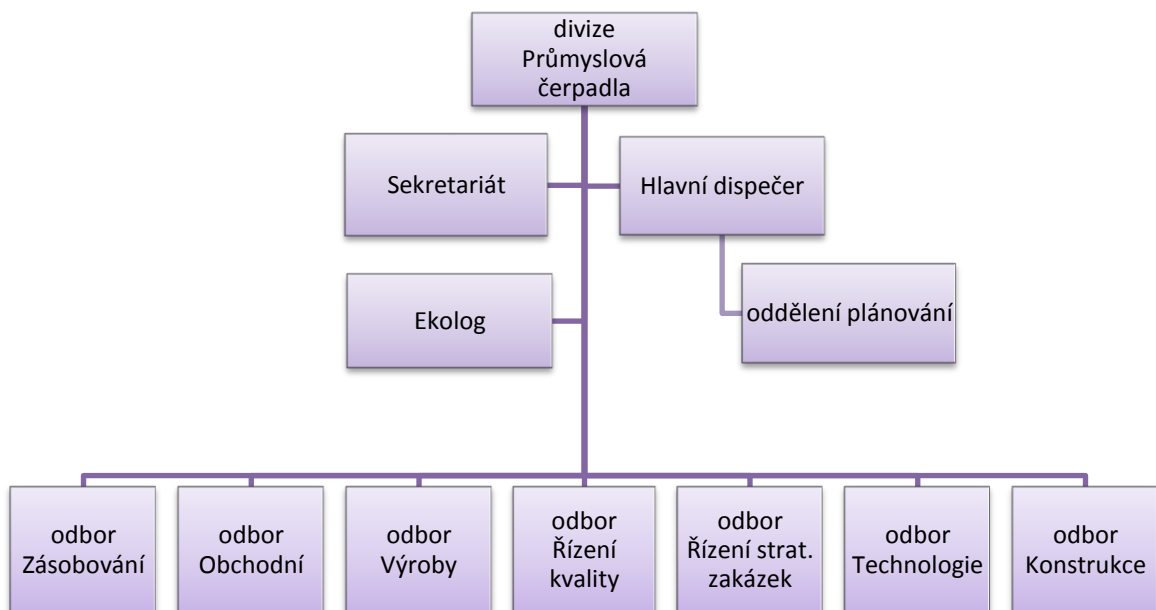 divize
Průmyslová
čerpadla
Sekretariát
Hlavní dispečer
Ekolog
oddělení plánování
odbor
Zásobování
odbor
Obchodní
odbor
Výroby
odbor
Řízení
kvality
odbor
Řízení strat.
zakázek
odbor
Technologie
odbor
Konstrukce